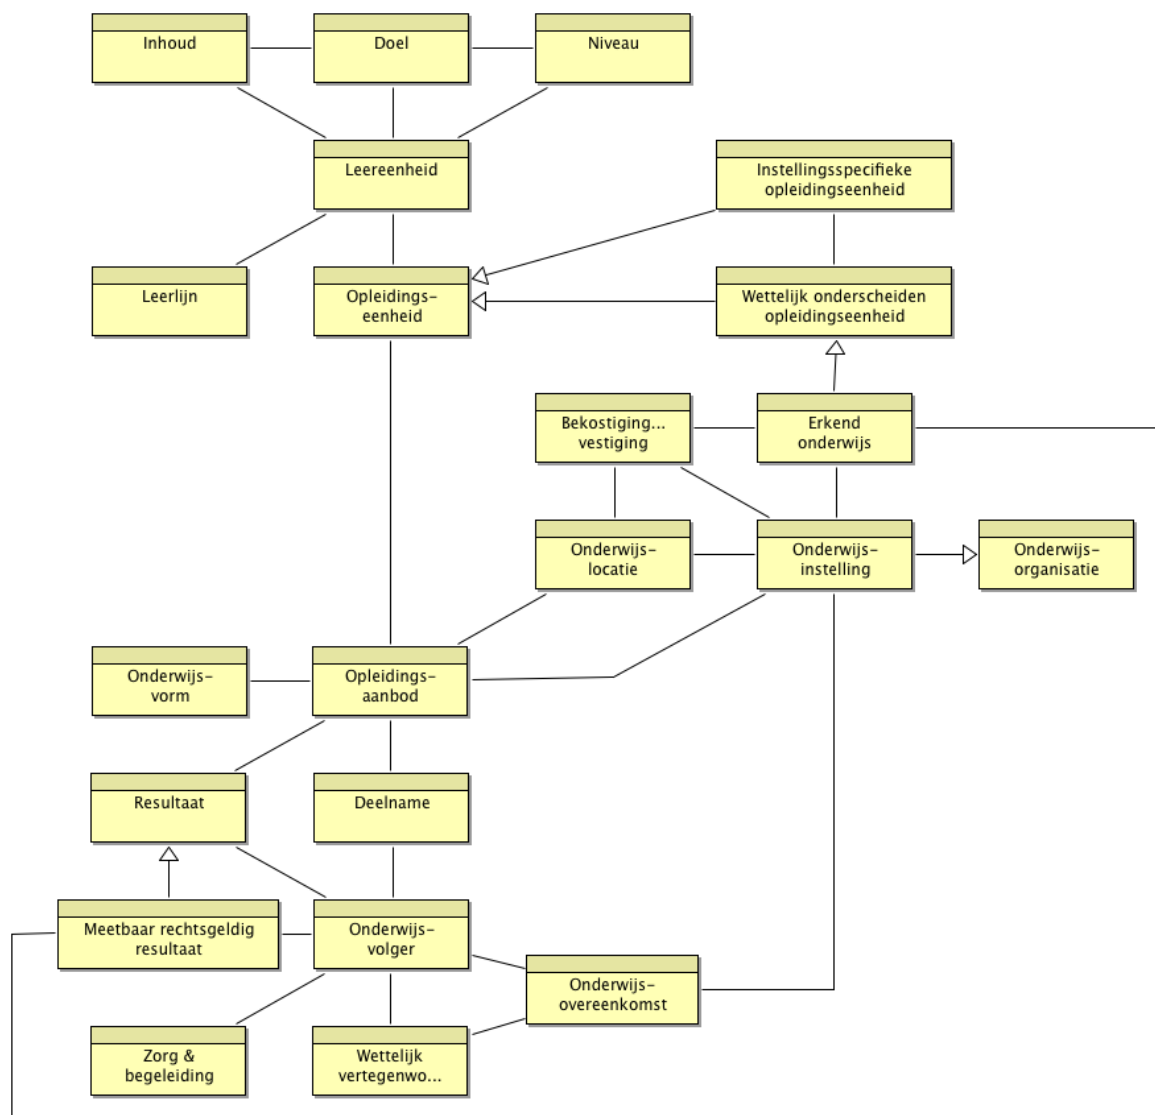 Inhoud
Doel
Niveau
Leereenheid
Instellingsspecifieke
opleidingseenheid
Leerlijn
Opleidings-
eenheid
Wettelijk onderscheiden
opleidingseenheid
Bekostiging...
vestiging
Erkend
onderwijs
Onderwijs-
locatie
Onderwijs-
instelling
Onderwijs-
organisatie
Onderwijs-
vorm
Opleidings-
aanbod
Resultaat
Deelname
Meetbaar rechtsgeldig
resultaat
Onderwijs-
volger
Onderwijs-
overeenkomst
Zorg &
begeleiding
Wettelijk
vertegenwo...